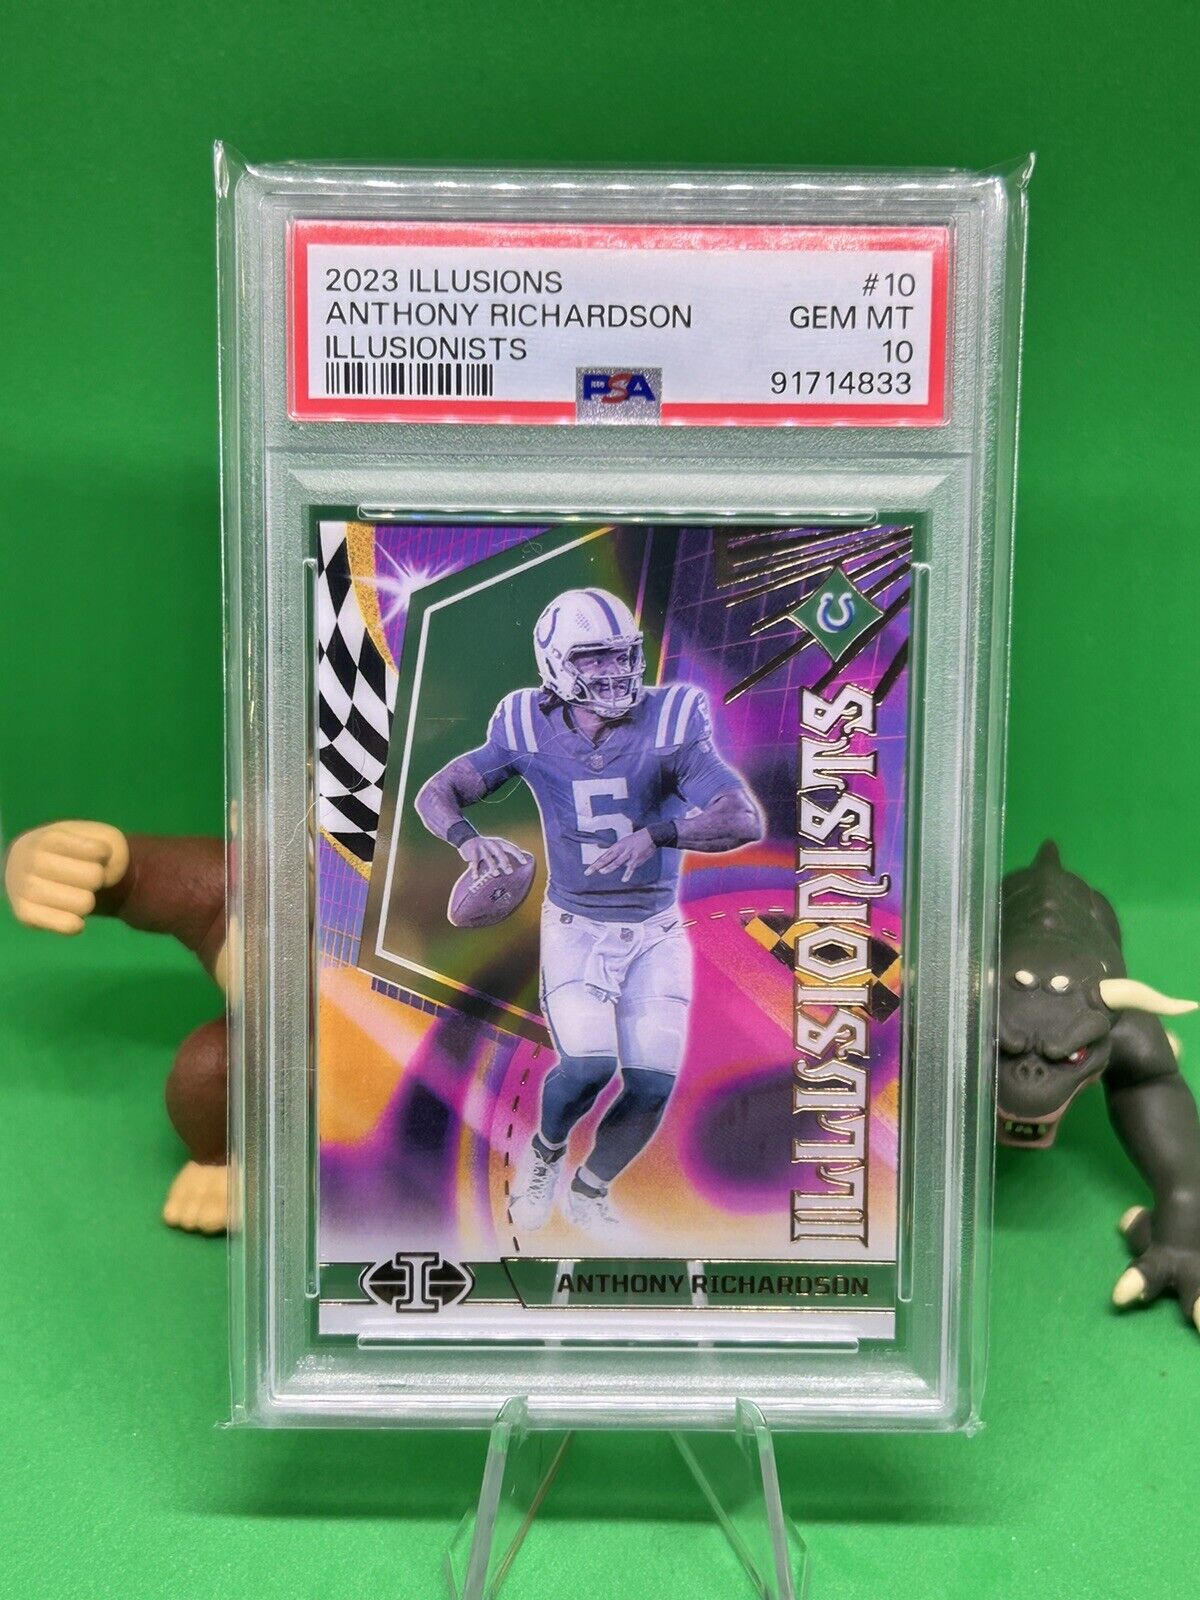 2023 ILLUSIONS #10
ANTHONY RICHARDSON GEM MT
ILLUSIONISTS 10
PSA 91714833
5
ILLUSIONISTS
I ANTHONY RICHARDSON